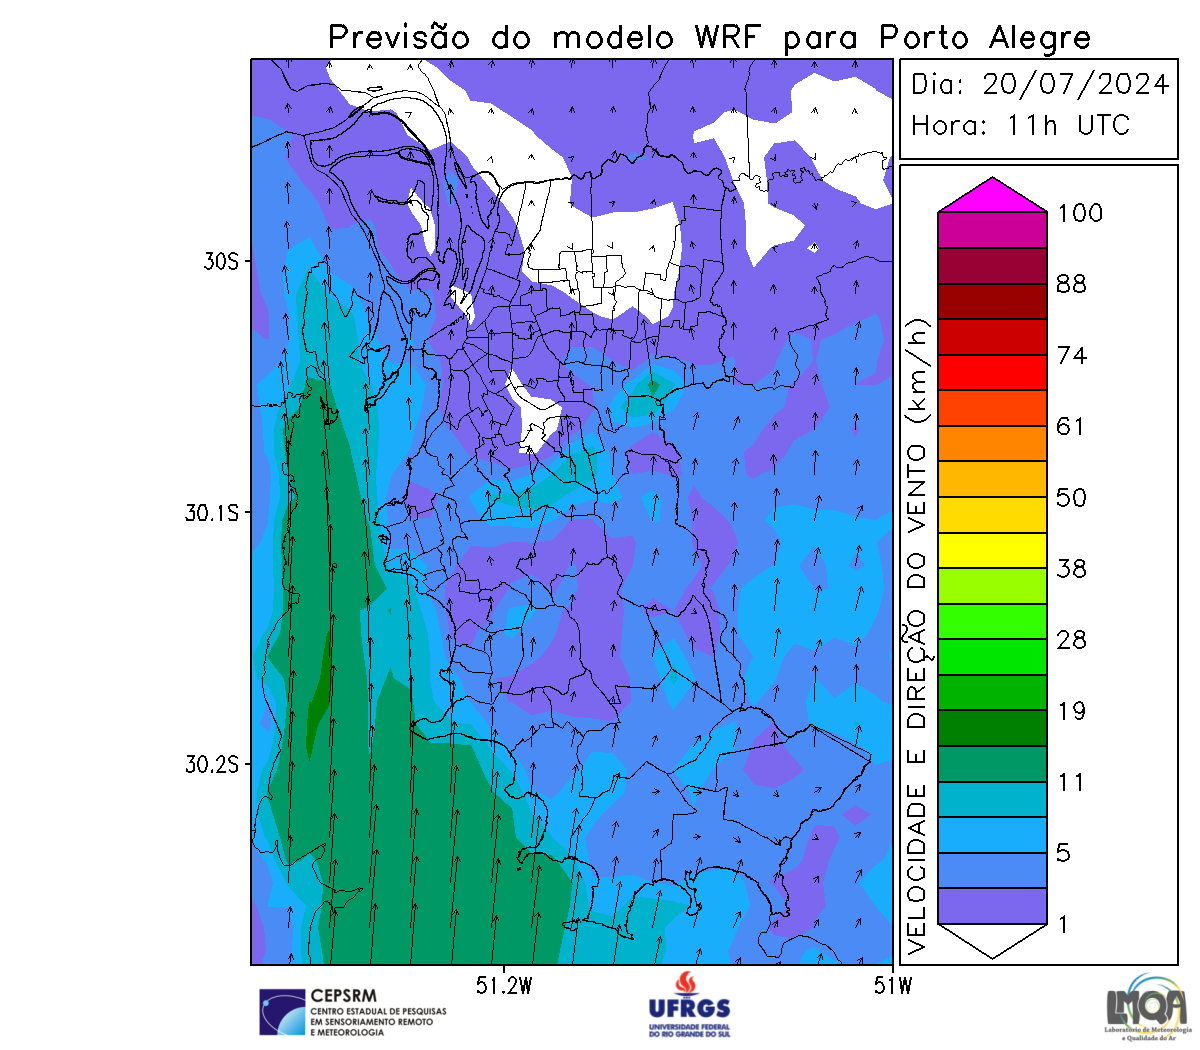 Previsão do modelo WRF para Porto Alegre
Dia: 20/07/2024
Hora: 11h UTC
30S
30.1S
30.2S
51.2W
51W
VELOCIDADE E DIREÇÃO DO VENTO (km/h)
100
88
74
61
50
38
28
19
11
5
1
CEPSRM
CENTRO ESTADUAL DE PESQUISAS
EM SENSORIAMENTO REMOTO
E METEOROLOGIA
UFRGS
UNIVERSIDADE FEDERAL
DO RIO GRANDE DO SUL
LMQA
Laboratório de Meteorologia
e Qualidade do Ar